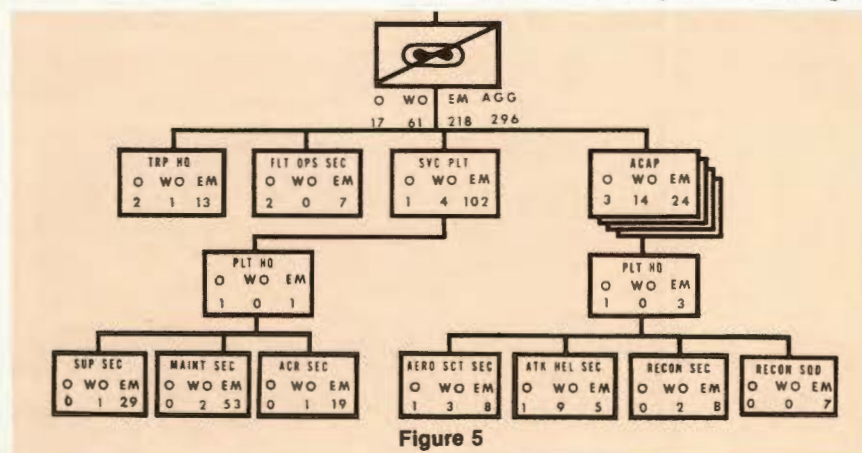 O WO EM AGG
17 61 218 296
TRP HQ
O WO EM
2 1 13
FLT OPS SEC
O WO EM
2 0 7
SVC PLT
O WO EM
1 4 102
ACAP
O WO EM
3 14 24
PLT HQ
O WO EM
1 0 1
PLT HQ
O WO EM
1 0 3
SUP SEC
O WO EM
0 1 29
MAINT SEC
O WO EM
0 2 53
ACR SEC
O WO EM
0 1 19
AERO SCT SEC
O WO EM
1 3 8
ATK HEL SEC
O WO EM
1 9 5
RECON SEC
O WO EM
0 2 8
RECON SQD
O WO EM
0 0 7
Figure 5